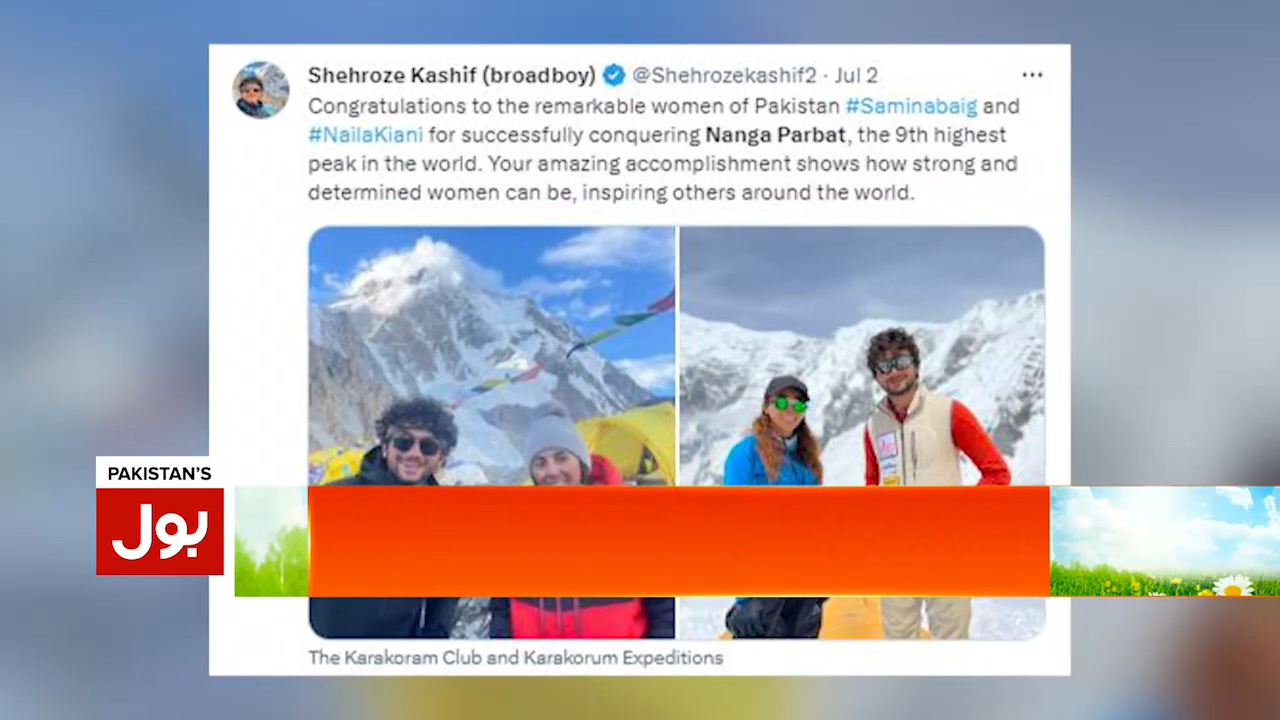 Shehroze Kashif (broadboy) @Shehrozekashif2 · Jul 2
Congratulations to the remarkable women of Pakistan #Saminabaig and
#NailaKiani for successfully conquering Nanga Parbat, the 9th highest
peak in the world. Your amazing accomplishment shows how strong and
determined women can be, inspiring others around the world.
PAKISTAN'S
بول
The Karakoram Club and Karakorum Expeditions